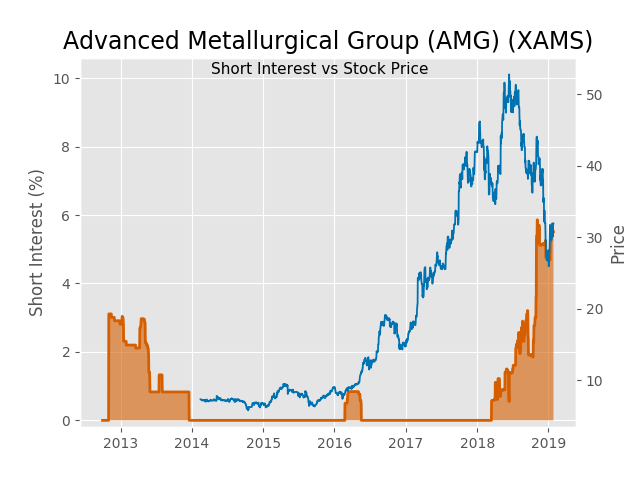 Advanced Metallurgical Group (AMG) (XAMS)
Short Interest vs Stock Price
Short Interest (%)
10
8
6
4
2
0
50
40
30
20
10
Price
2013 2014 2015 2016 2017 2018 2019